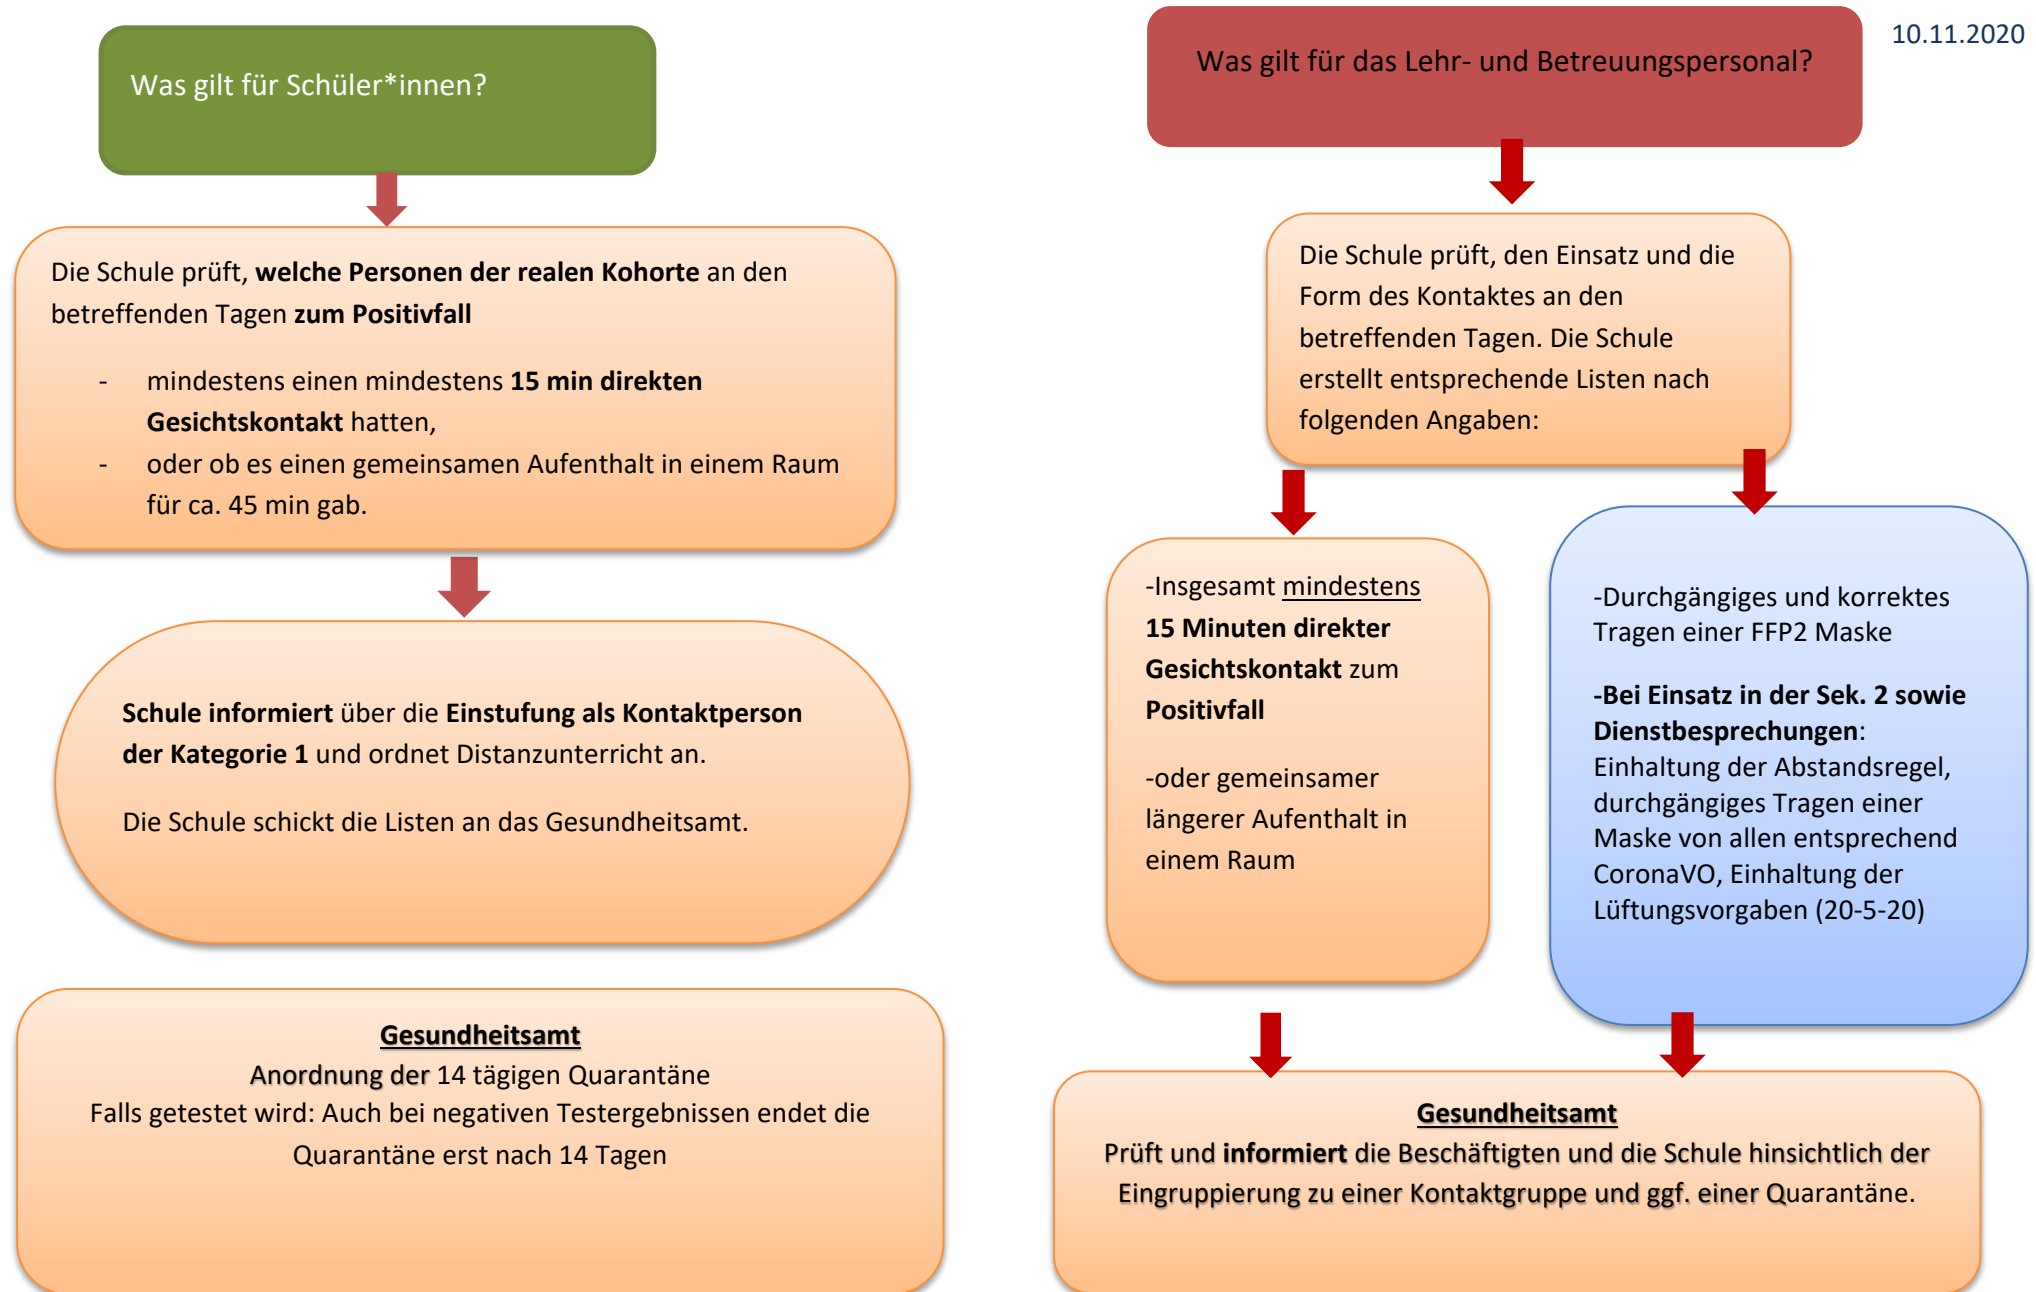 10.11.2020
Was gilt für Schüler*innen?
Die Schule prüft, welche Personen der realen Kohorte an den
betreffenden Tagen zum Positivfall
- mindestens einen mindestens 15 min direkten
Gesichtskontakt hatten,
- oder ob es einen gemeinsamen Aufenthalt in einem Raum
für ca. 45 min gab.
Schule informiert über die Einstufung als Kontaktperson
der Kategorie 1 und ordnet Distanzunterricht an.
Die Schule schickt die Listen an das Gesundheitsamt.
Gesundheitsamt
Anordnung der 14 tägigen Quarantäne
Falls getestet wird: Auch bei negativen Testergebnissen endet die
Quarantäne erst nach 14 Tagen
Was gilt für das Lehr- und Betreuungspersonal?
Die Schule prüft, den Einsatz und die
Form des Kontaktes an den
betreffenden Tagen. Die Schule
erstellt entsprechende Listen nach
folgenden Angaben:
-Insgesamt mindestens
15 Minuten direkter
Gesichtskontakt zum
Positivfall
-oder gemeinsamer
längerer Aufenthalt in
einem Raum
-Durchgängiges und korrektes
Tragen einer FFP2 Maske
-Bei Einsatz in der Sek. 2 sowie
Dienstbesprechungen:
Einhaltung der Abstandsregel,
durchgängiges Tragen einer
Maske von allen entsprechend
CoronaVO, Einhaltung der
Lüftungsvorgaben (20-5-20)
Gesundheitsamt
Prüft und informiert die Beschäftigten und die Schule hinsichtlich der
Eingruppierung zu einer Kontaktgruppe und ggf. einer Quarantäne.